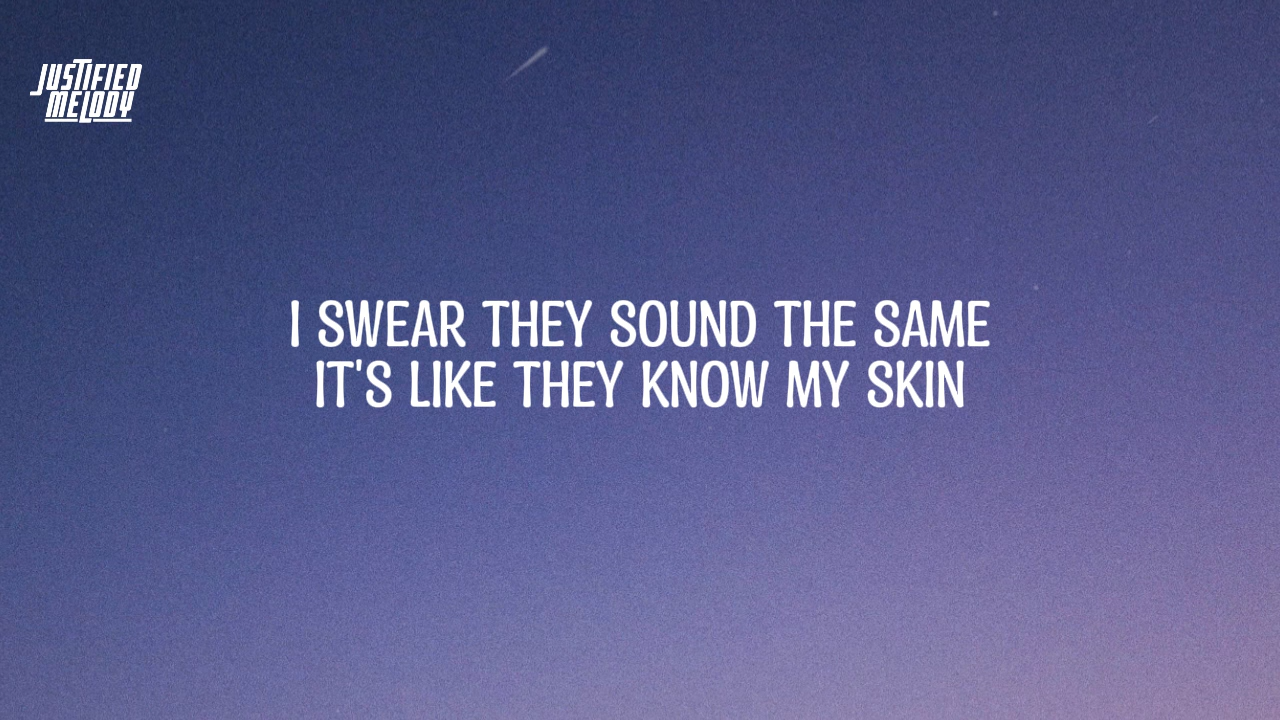 JUSTIFIED
MELODY
I SWEAR THEY SOUND THE SAME
IT'S LIKE THEY KNOW MY SKIN